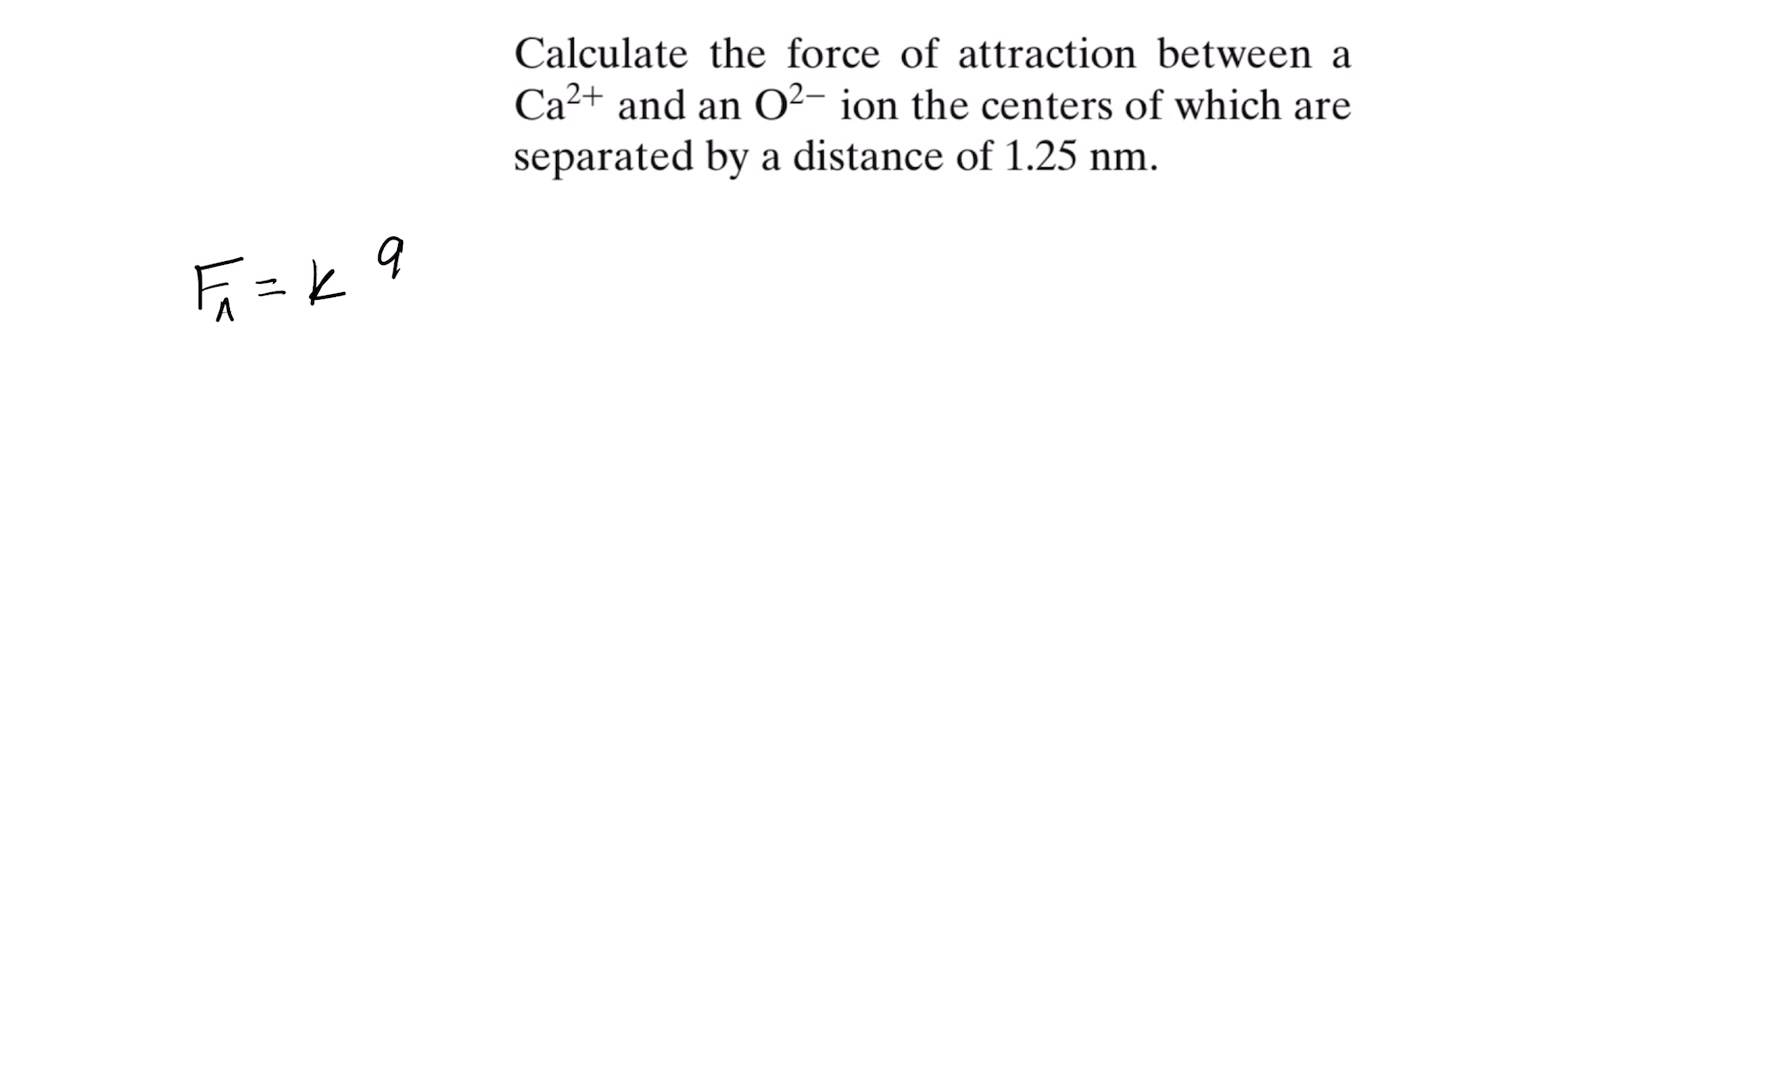 Calculate the force of attraction between a
Ca²⁺ and an O²⁻ ion the centers of which are
separated by a distance of 1.25 nm.
F_A = k q